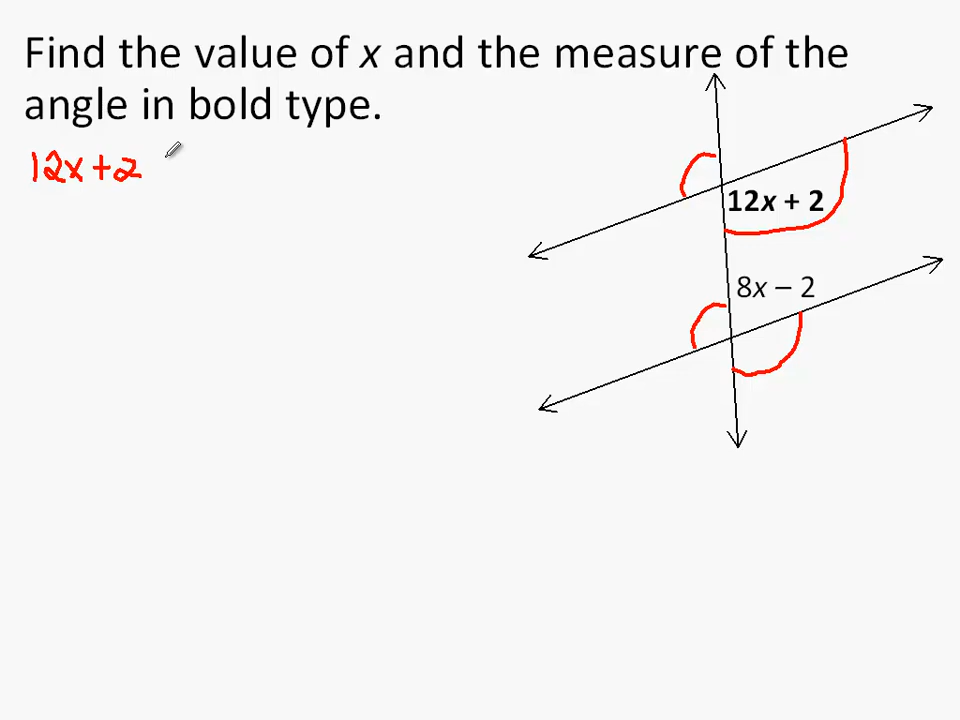 Find the value of x and the measure of the
angle in bold type.
12x+2
12x + 2
8x – 2